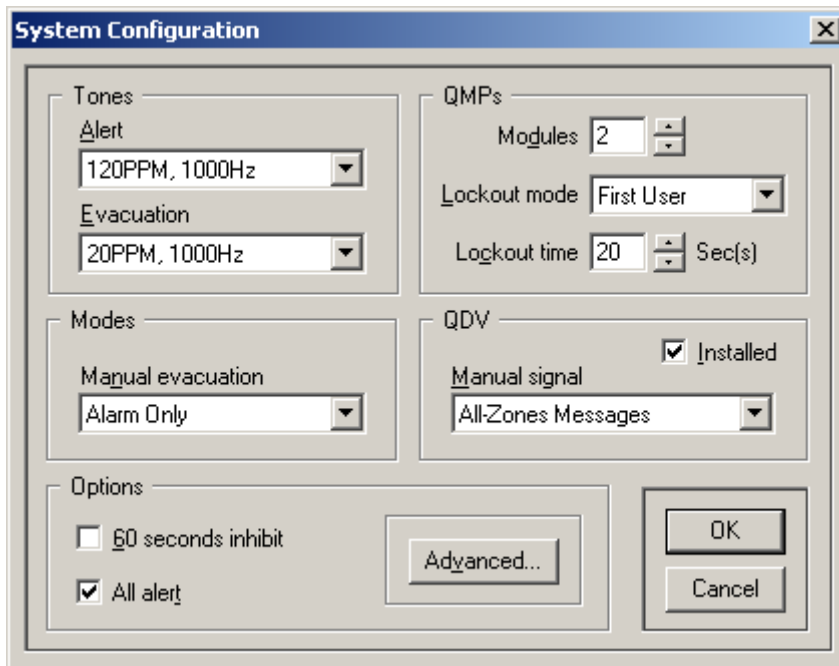 System Configuration
Tones
Alert
120PPM, 1000Hz
Evacuation
20PPM, 1000Hz
QMPs
Modules 2
Lockout mode First User
Lockout time 20 Sec(s)
Modes
Manual evacuation
Alarm Only
QDV
Installed
Manual signal
All-Zones Messages
Options
60 seconds inhibit
All alert
Advanced...
OK
Cancel